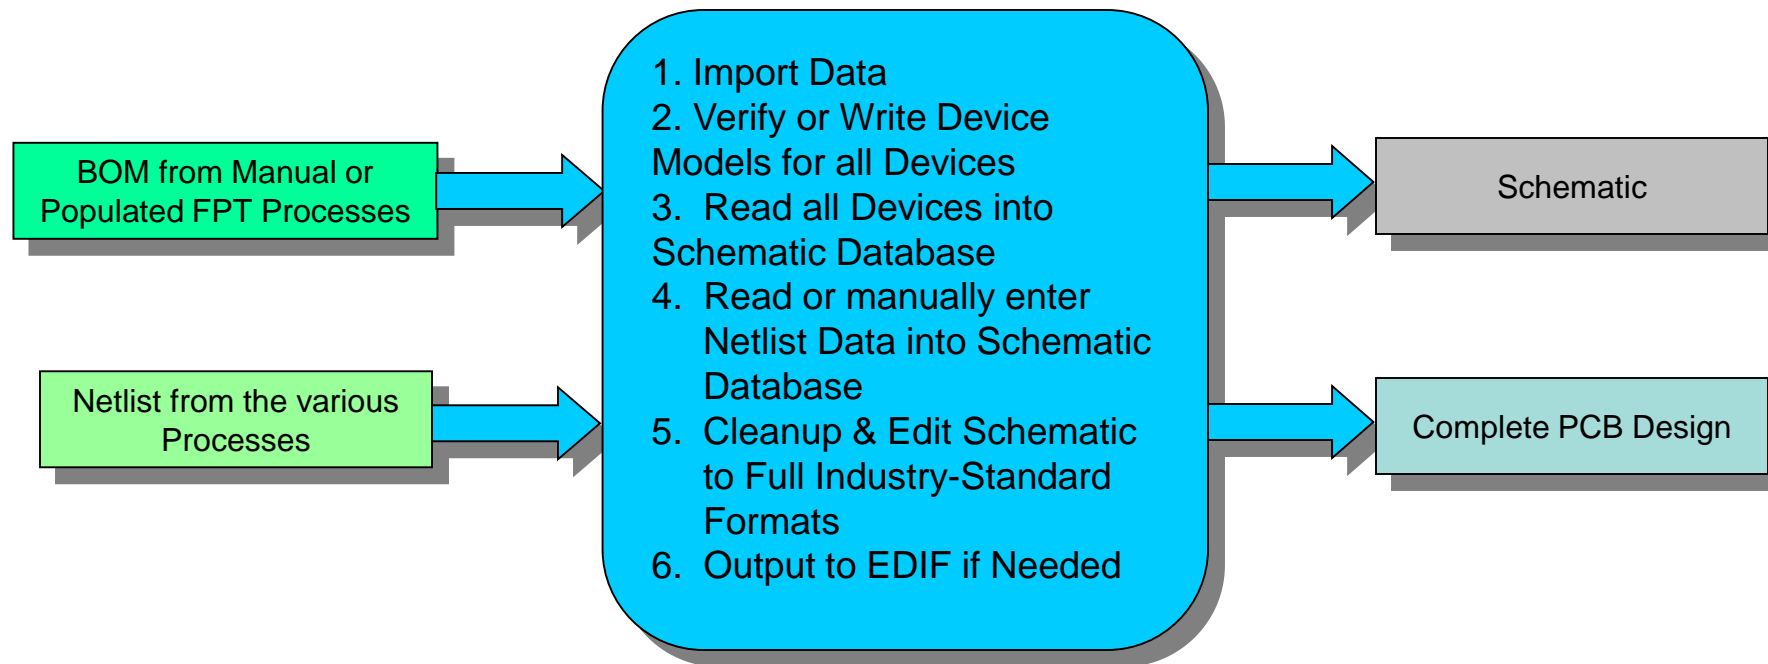 BOM from Manual or
Populated FPT Processes
Netlist from the various
Processes
1. Import Data
2. Verify or Write Device
Models for all Devices
3.  Read all Devices into
Schematic Database
4.  Read or manually enter
Netlist Data into Schematic
Database
5.  Cleanup & Edit Schematic
to Full Industry-Standard
Formats
6.  Output to EDIF if Needed
Schematic
Complete PCB Design